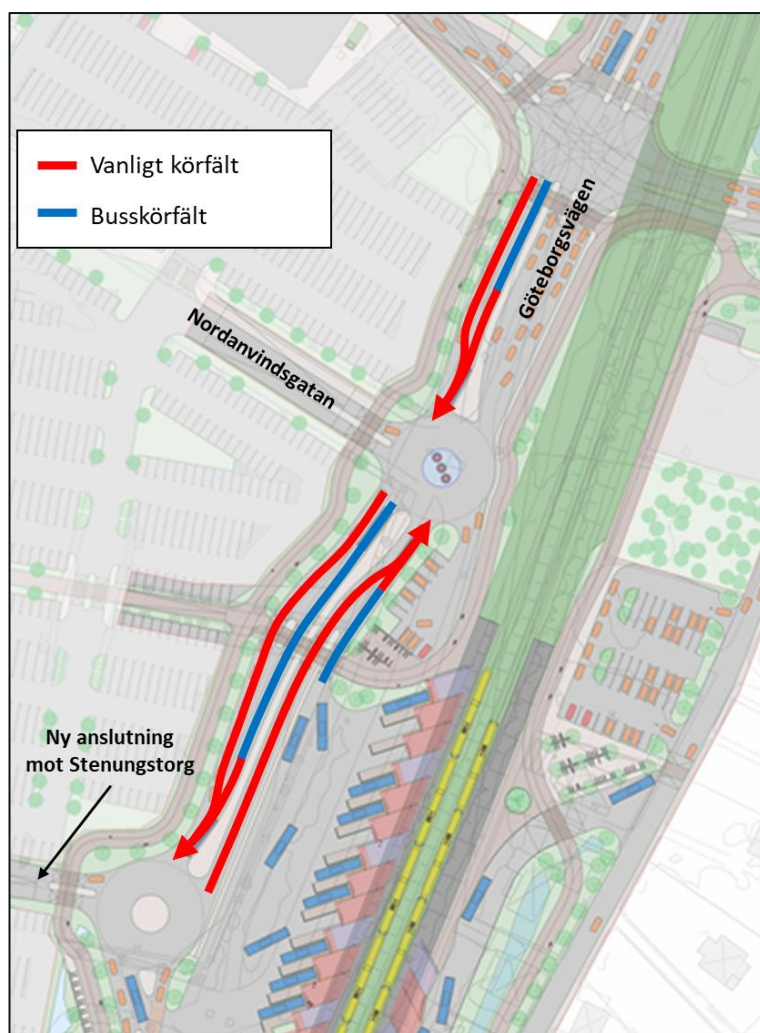 Vanligt körfält
Busskörfält
Göteborgsvägen
Nordanvindsgatan
Ny anslutning
mot Stenungstorg